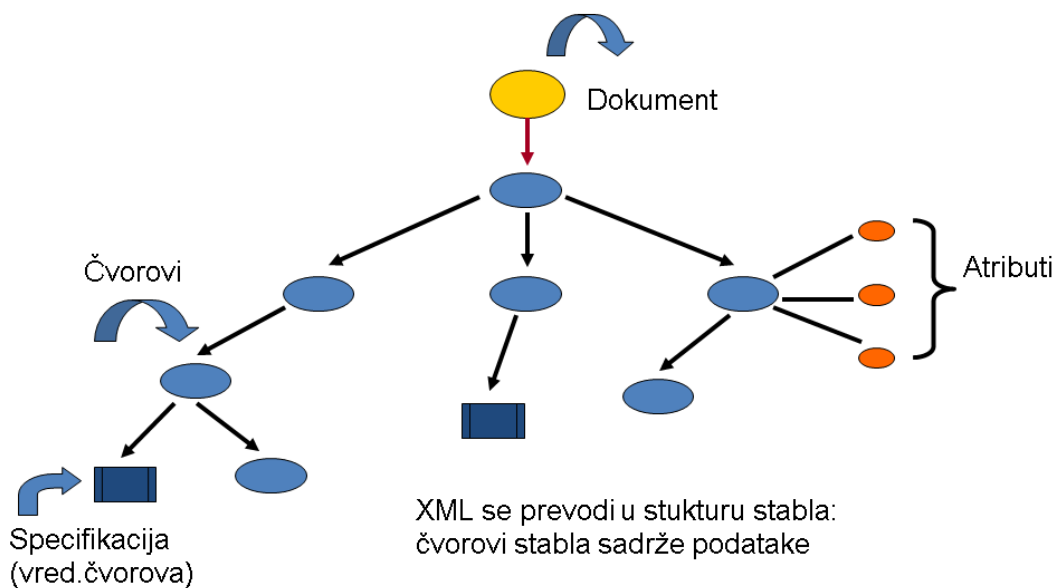 Dokument
Čvorovi
Atributi
Specifikacija
(vred.čvorova)
XML se prevodi u stukturu stabla:
čvorovi stabla sadrže podatake